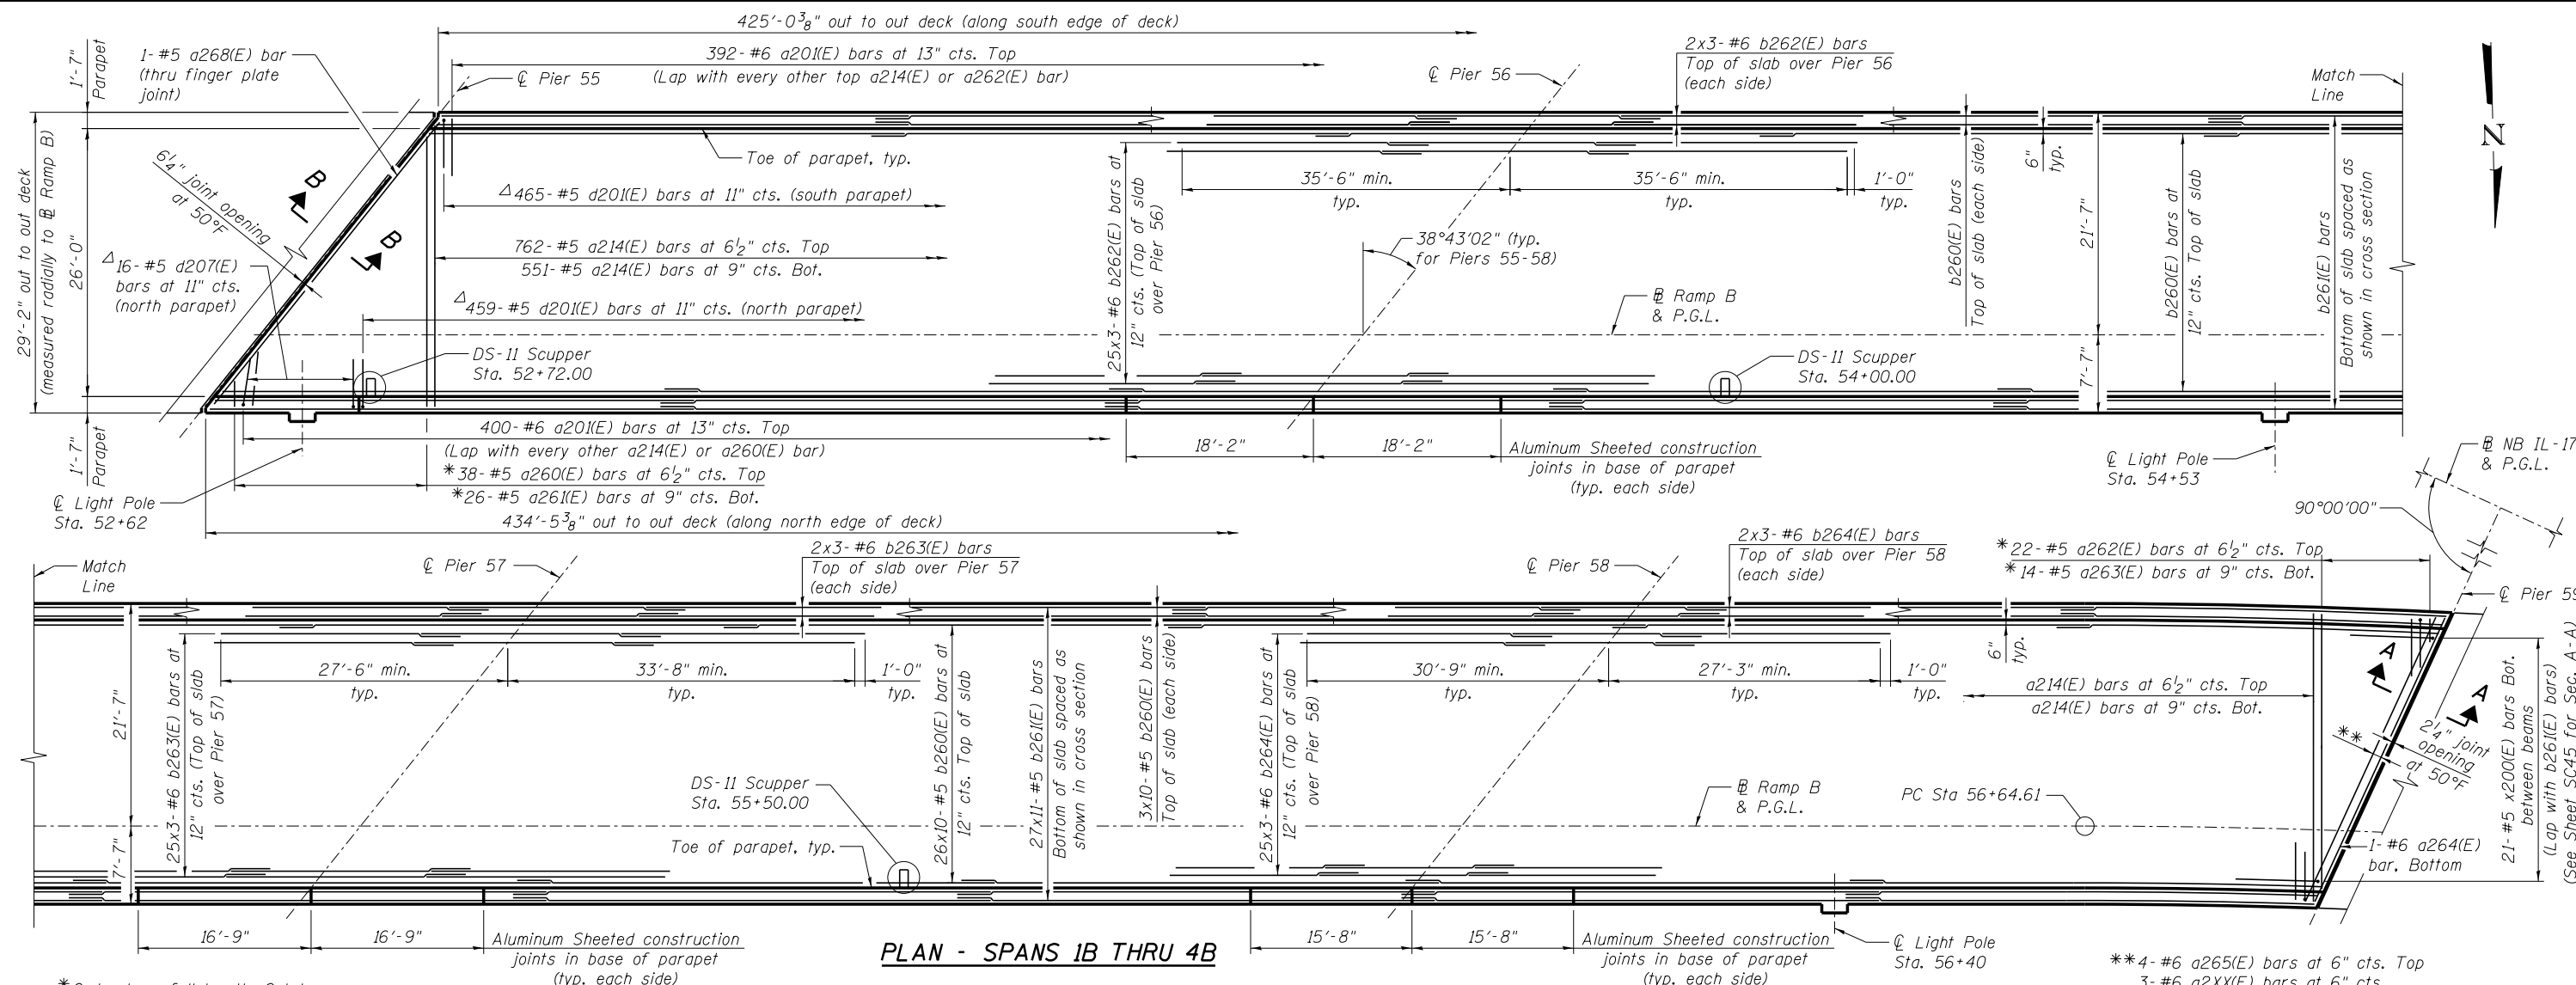 425'-0 3/8" out to out deck (along south edge of deck)
392- #6 a201(E) bars at 13" cts. Top
(Lap with every other top a214(E) or a262(E) bar)
1'-7"
Parapet
1- #5 a268(E) bar
(thru finger plate
joint)
℄ Pier 55
℄ Pier 56
2x3- #6 b262(E) bars
Top of slab over Pier 56
(each side)
Match
Line
N
29'-2" out to out deck
(measured radially to ⅊ Ramp B)
26'-0"
6 1/4" joint opening
at 50°F
B
B
Toe of parapet, typ.
△465- #5 d201(E) bars at 11" cts. (south parapet)
762- #5 a214(E) bars at 6 1/2" cts. Top
551- #5 a214(E) bars at 9" cts. Bot.
△459- #5 d201(E) bars at 11" cts. (north parapet)
△16- #5 d207(E)
bars at 11" cts.
(north parapet)
DS-11 Scupper
Sta. 52+72.00
25x3- #6 b262(E) bars at
12" cts. (Top of slab
over Pier 56)
35'-6" min.
typ.
35'-6" min.
typ.
1'-0"
typ.
38°43'02" (typ.
for Piers 55-58)
⅊ Ramp B
& P.G.L.
DS-11 Scupper
Sta. 54+00.00
b260(E) bars
Top of slab (each side)
6"
typ.
21'-7"
7'-7"
b260(E) bars at
12" cts. Top of slab
b261(E) bars
Bottom of slab spaced as
shown in cross section
1'-7"
Parapet
400- #6 a201(E) bars at 13" cts. Top
(Lap with every other a214(E) or a260(E) bar)
*38- #5 a260(E) bars at 6 1/2" cts. Top
*26- #5 a261(E) bars at 9" cts. Bot.
℄ Light Pole
Sta. 52+62
434'-5 3/8" out to out deck (along north edge of deck)
18'-2"
18'-2"
Aluminum Sheeted construction
joints in base of parapet
(typ. each side)
℄ Light Pole
Sta. 54+53
⅊ NB IL-17
& P.G.L.
90°00'00"
Match
Line
℄ Pier 57
2x3- #6 b263(E) bars
Top of slab over Pier 57
(each side)
℄ Pier 58
2x3- #6 b264(E) bars
Top of slab over Pier 58
(each side)
*22- #5 a262(E) bars at 6 1/2" cts. Top
*14- #5 a263(E) bars at 9" cts. Bot.
℄ Pier 59
21'-7"
7'-7"
25x3- #6 b263(E) bars at
12" cts. (Top of slab
over Pier 57)
27'-6" min.
typ.
33'-8" min.
typ.
1'-0"
typ.
26x10- #5 b260(E) bars at
12" cts. Top of slab
27x11- #5 b261(E) bars
Bottom of slab spaced as
shown in cross section
3x10- #5 b260(E) bars
Top of slab (each side)
25x3- #6 b264(E) bars at
12" cts. (Top of slab
over Pier 58)
30'-9" min.
typ.
27'-3" min.
typ.
1'-0"
typ.
6"
typ.
a214(E) bars at 6 1/2" cts. Top
a214(E) bars at 9" cts. Bot.
A
A
**
2 1/4" joint
opening
at 50°F
21- #5 x200(E) bars Bot.
between beams
(Lap with b261(E) bars)
(See Sheet SC45 for Sec. A-A)
DS-11 Scupper
Sta. 55+50.00
Toe of parapet, typ.
⅊ Ramp B
& P.G.L.
PC Sta 56+64.61
1- #6 a264(E)
bar, Bottom
16'-9"
16'-9"
Aluminum Sheeted construction
joints in base of parapet
(typ. each side)
PLAN - SPANS 1B THRU 4B
15'-8"
15'-8"
Aluminum Sheeted construction
joints in base of parapet
(typ. each side)
℄ Light Pole
Sta. 56+40
**4- #6 a265(E) bars at 6" cts. Top